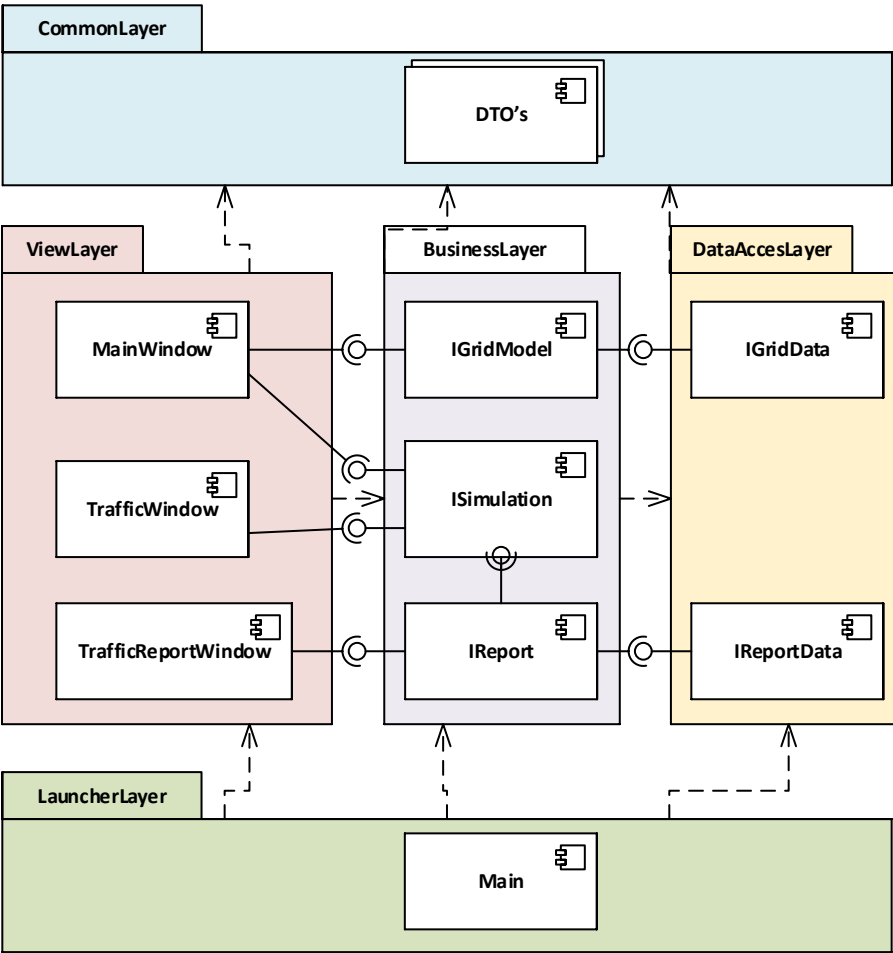 CommonLayer
DTO’s
ViewLayer
BusinessLayer
DataAccesLayer
MainWindow
IGridModel
IGridData
TrafficWindow
ISimulation
TrafficReportWindow
IReport
IReportData
LauncherLayer
Main